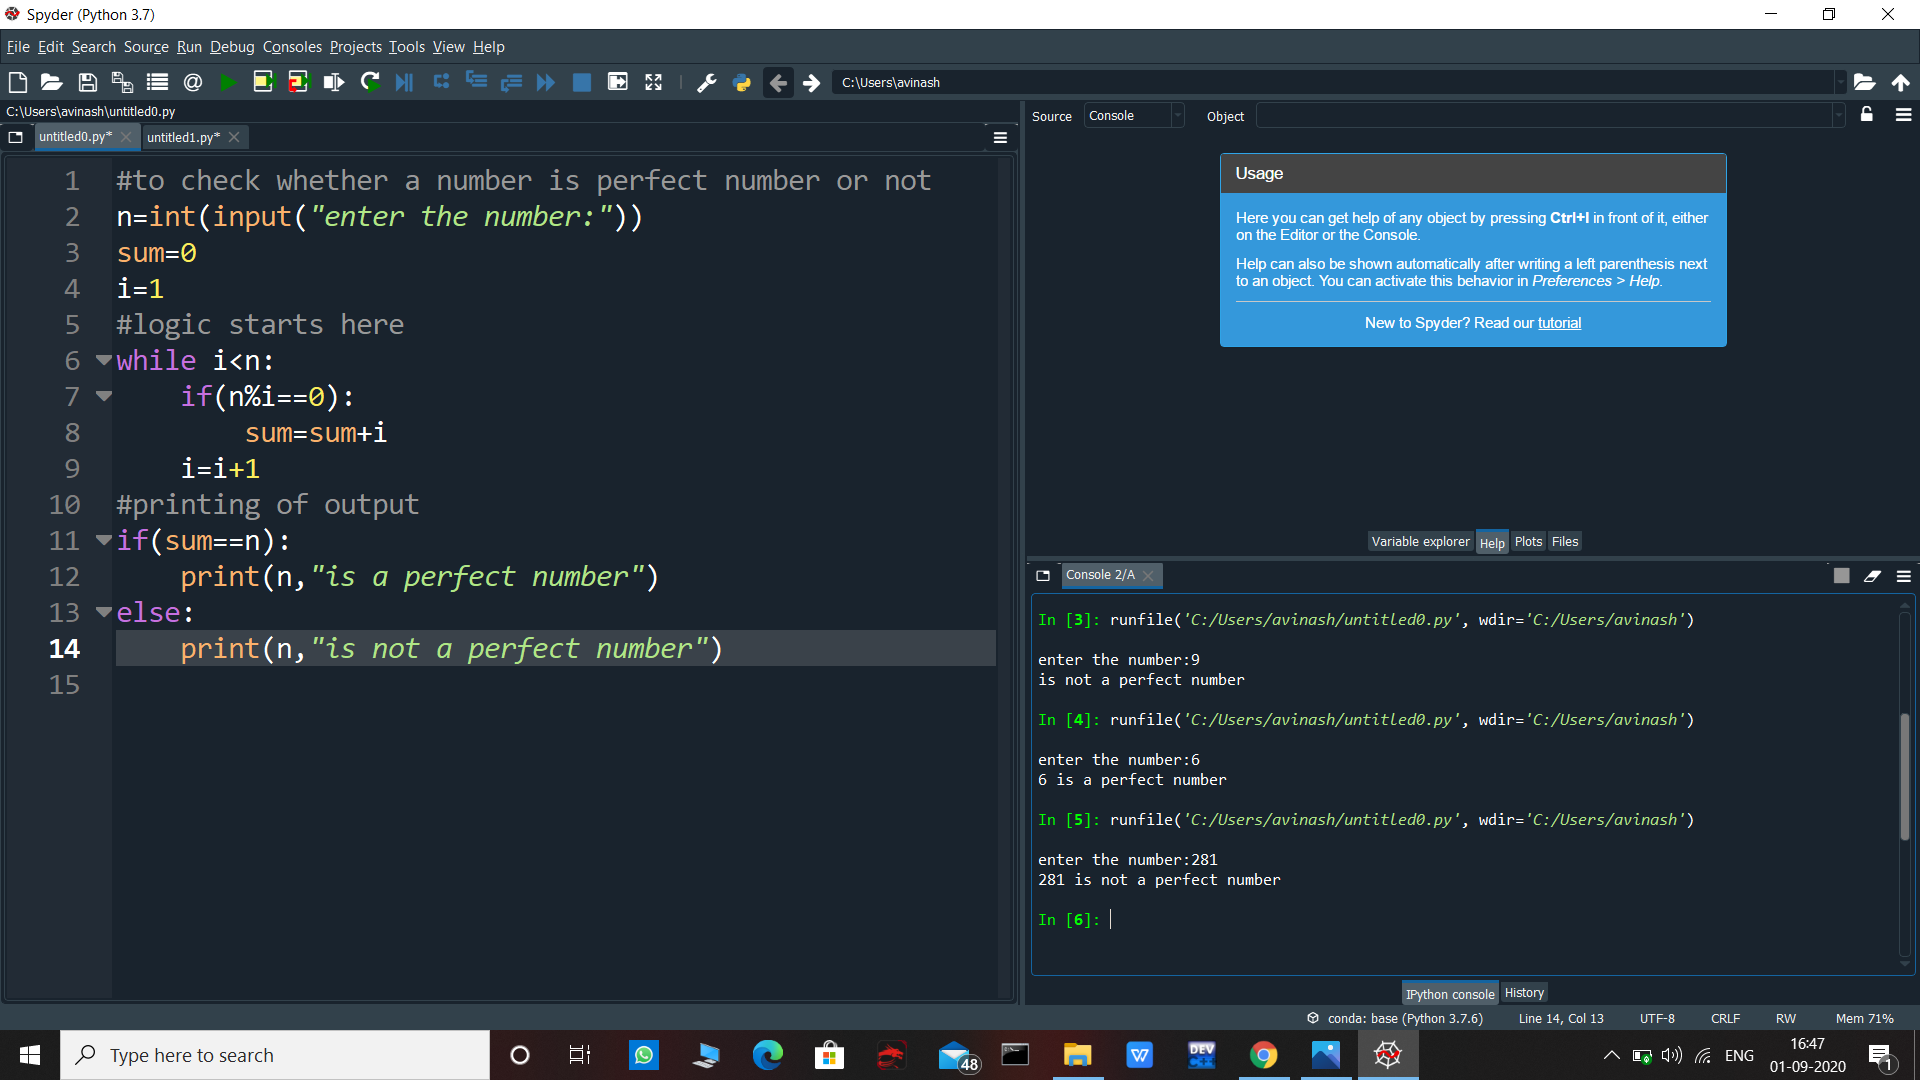 Spyder (Python 3.7)
File Edit Search Source Run Debug Consoles Projects Tools View Help
C:\Users\avinash
C:\Users\avinash\untitled0.py
untitled0.py*
untitled1.py*
1 #to check whether a number is perfect number or not
2 n=int(input("enter the number:"))
3 sum=0
4 i=1
5 #logic starts here
6 while i<n:
7 if(n%i==0):
8 sum=sum+i
9 i=i+1
10 #printing of output
11 if(sum==n):
12 print(n,"is a perfect number")
13 else:
14 print(n,"is not a perfect number")
15
Source Console Object
Usage
Here you can get help of any object by pressing Ctrl+I in front of it, either
on the Editor or the Console.
Help can also be shown automatically after writing a left parenthesis next
to an object. You can activate this behavior in Preferences > Help.
New to Spyder? Read our tutorial
Variable explorer Help Plots Files
Console 2/A
In [3]: runfile('C:/Users/avinash/untitled0.py', wdir='C:/Users/avinash')
enter the number:9
is not a perfect number
In [4]: runfile('C:/Users/avinash/untitled0.py', wdir='C:/Users/avinash')
enter the number:6
6 is a perfect number
In [5]: runfile('C:/Users/avinash/untitled0.py', wdir='C:/Users/avinash')
enter the number:281
281 is not a perfect number
In [6]:
IPython console History
conda: base (Python 3.7.6) Line 14, Col 13 UTF-8 CRLF RW Mem 71%
Type here to search
48
W
DEV
C++
ENG
16:47
01-09-2020
1